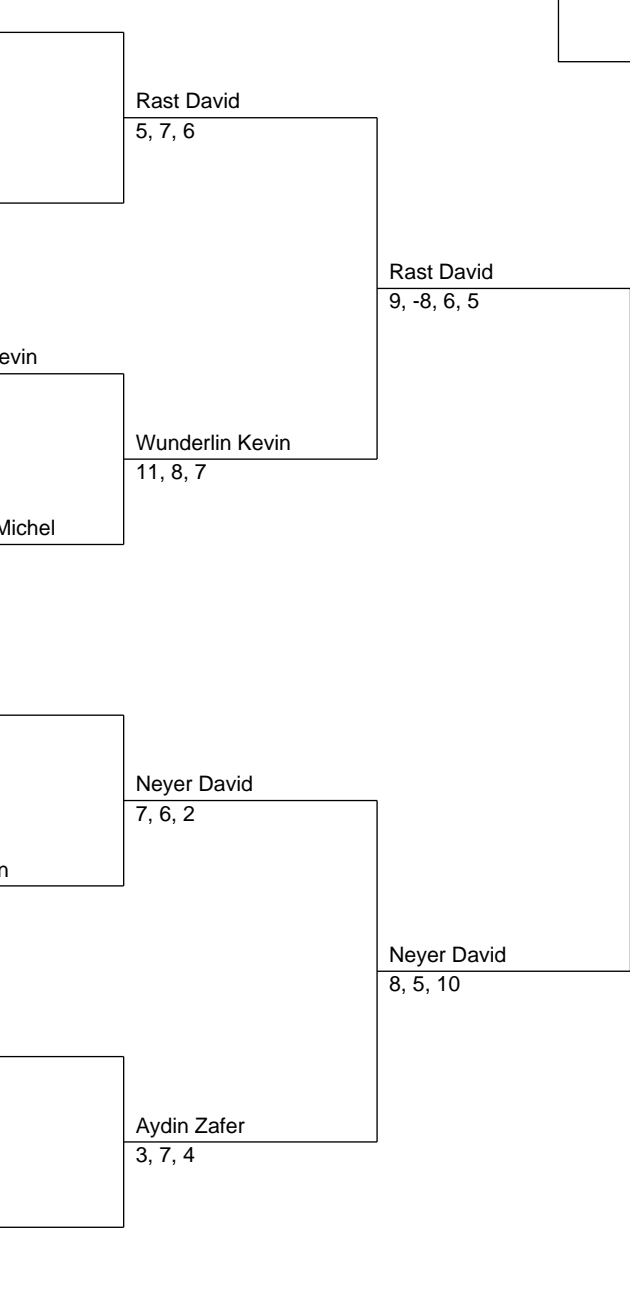 Rast David
5, 7, 6
Rast David
9, -8, 6, 5
evin
Wunderlin Kevin
11, 8, 7
Michel
Neyer David
7, 6, 2
n
Neyer David
8, 5, 10
Aydin Zafer
3, 7, 4